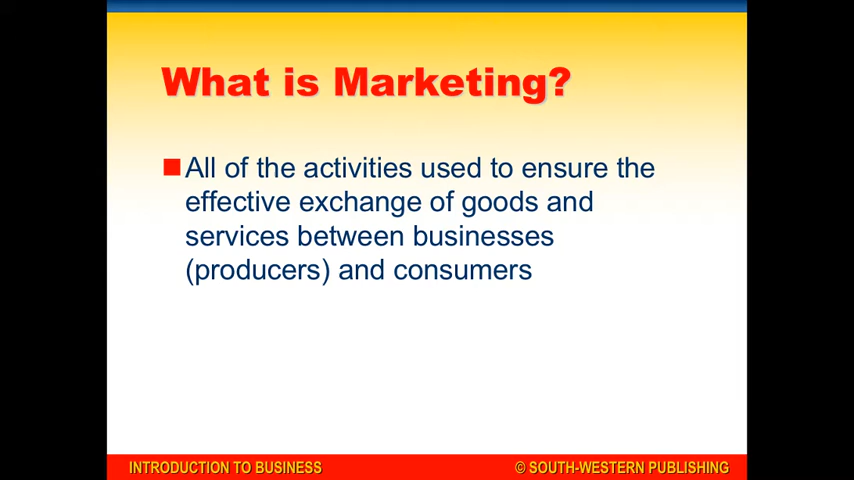 What is Marketing?
All of the activities used to ensure the
effective exchange of goods and
services between businesses
(producers) and consumers
INTRODUCTION TO BUSINESS
© SOUTH-WESTERN PUBLISHING